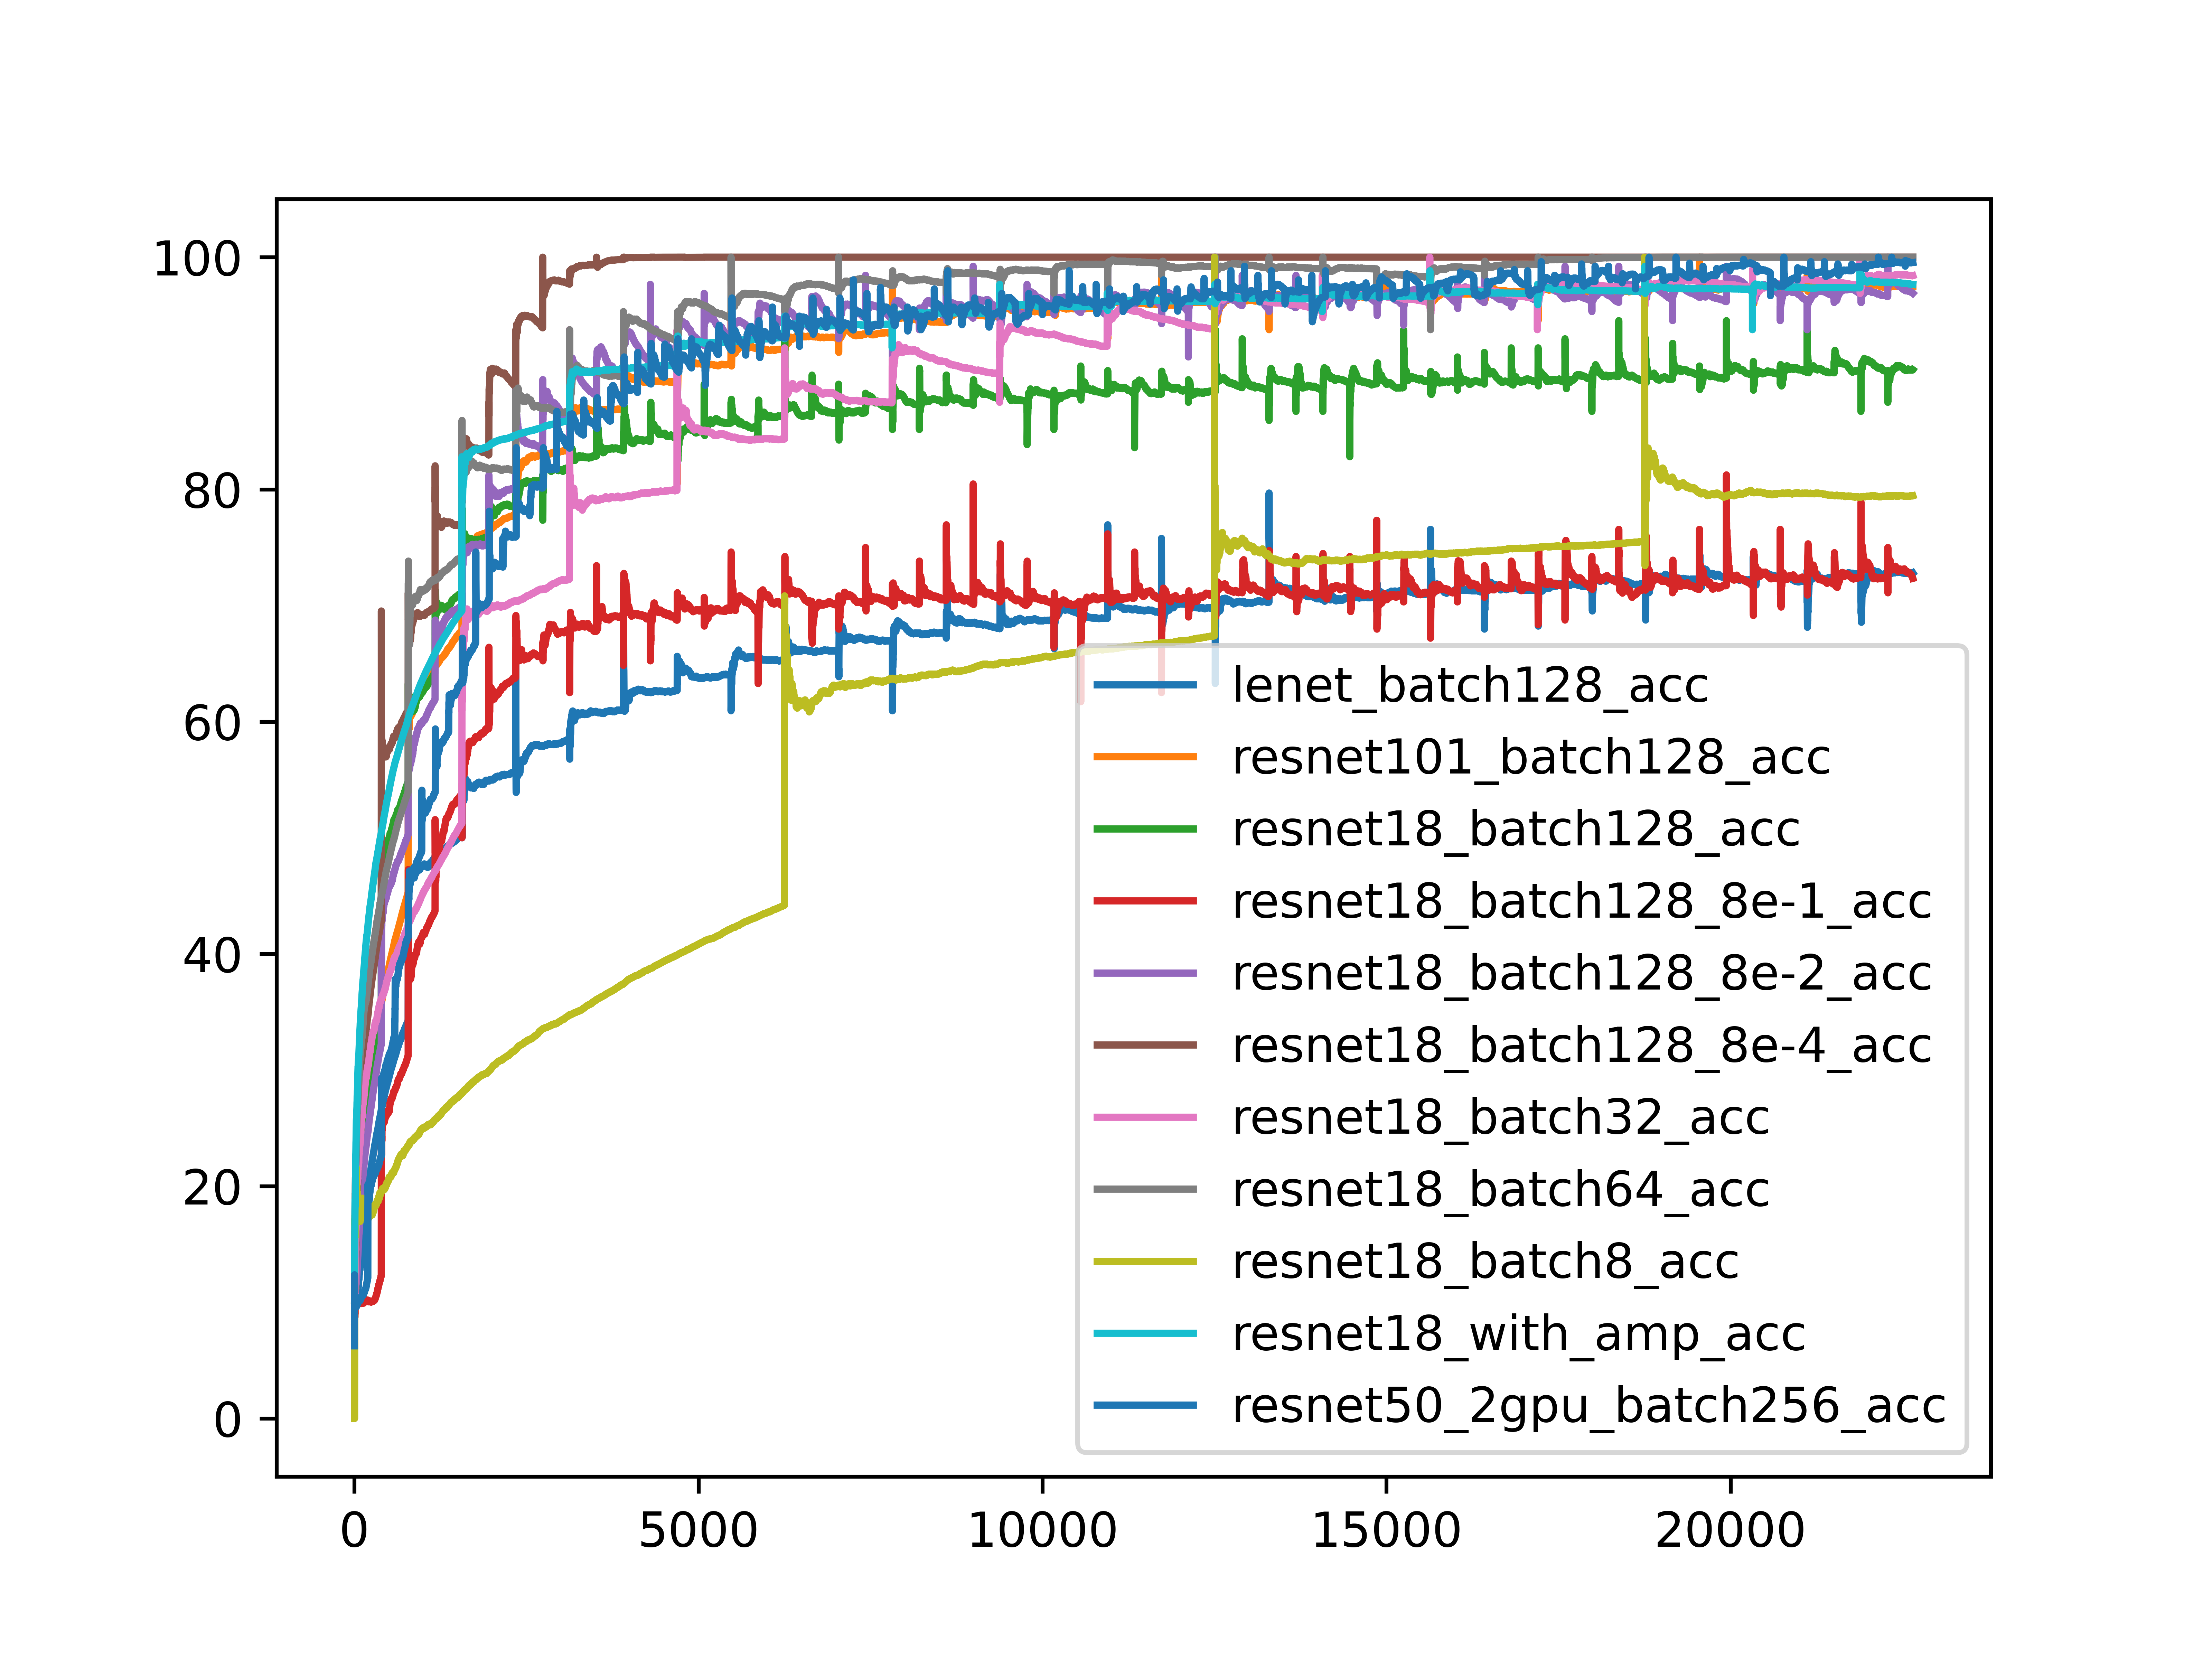 100
80
60
40
20
0
0 5000 10000 15000 20000
lenet_batch128_acc
resnet101_batch128_acc
resnet18_batch128_acc
resnet18_batch128_8e-1_acc
resnet18_batch128_8e-2_acc
resnet18_batch128_8e-4_acc
resnet18_batch32_acc
resnet18_batch64_acc
resnet18_batch8_acc
resnet18_with_amp_acc
resnet50_2gpu_batch256_acc